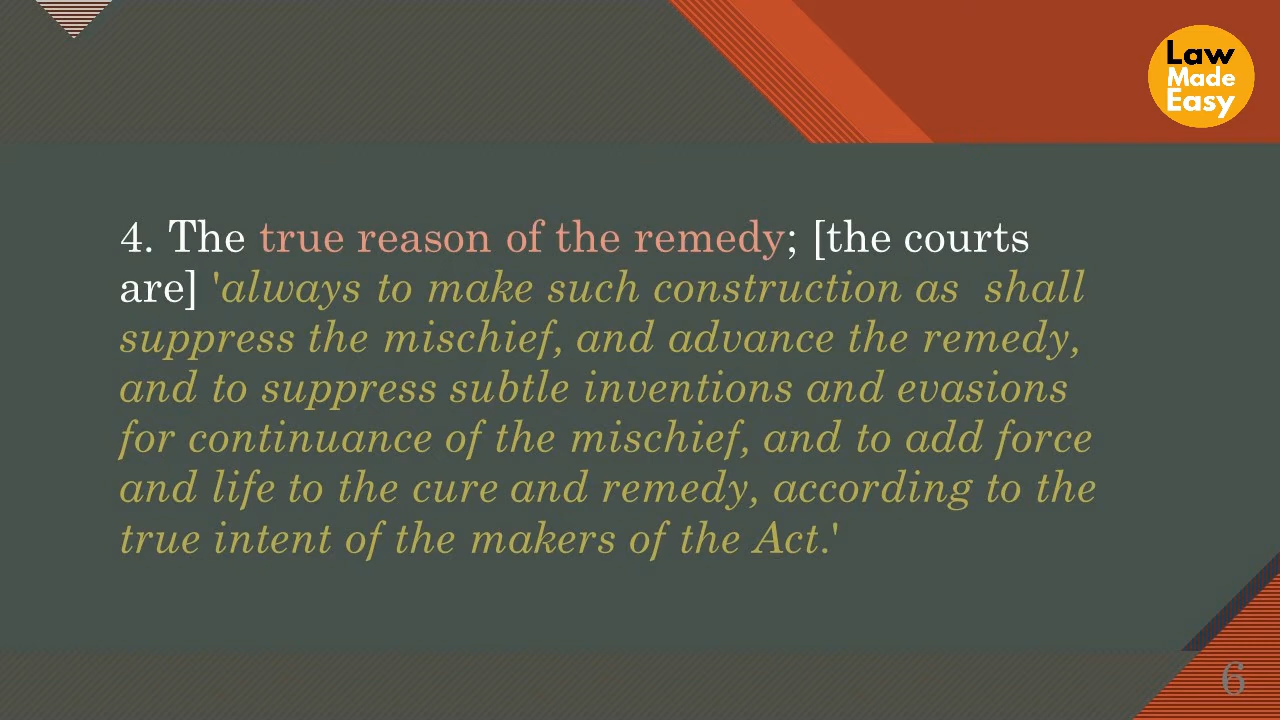 Law
Made
Easy
4. The true reason of the remedy; [the courts
are] 'always to make such construction as  shall
suppress the mischief, and advance the remedy,
and to suppress subtle inventions and evasions
for continuance of the mischief, and to add force
and life to the cure and remedy, according to the
true intent of the makers of the Act.'
6